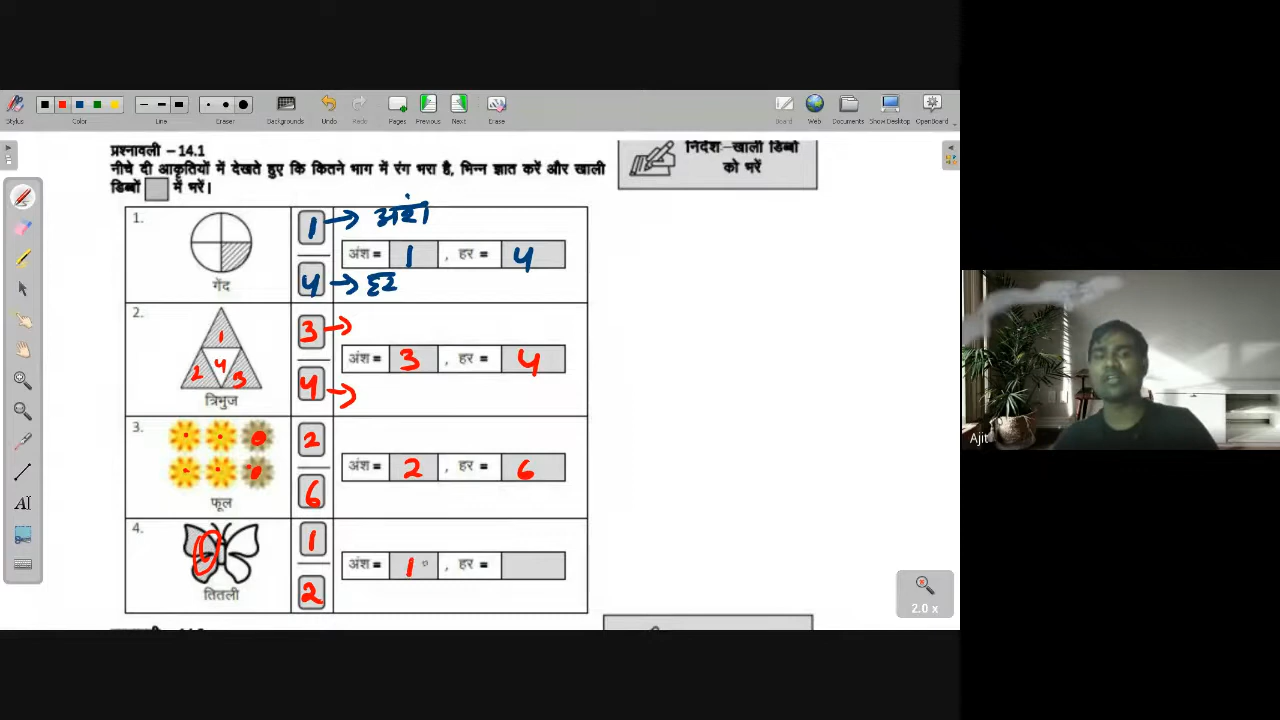 Stylus
Color
Line
Eraser
Backgrounds
Undo
Redo
Pages
Previous
Next
Erase
Board
Web
Documents
Show Desktop
OpenBoard
प्रश्नावली – 14.1
नीचे दी आकृतियों में देखते हुए कि कितने भाग में रंग भरा है, भिन्न ज्ञात करें और खाली
डिब्बों में भरें।
निर्देश–खाली डिब्बों
को भरें
1.
गेंद
1 → अंश
4 → हर
अंश = 1 , हर = 4
2.
1
2 4 3
त्रिभुज
3 →
4 →
अंश = 3 , हर = 4
3.
फूल
2
6
अंश = 2 , हर = 6
4.
तितली
1
2
अंश = 1 , हर =
AI
2.0 x
Ajit